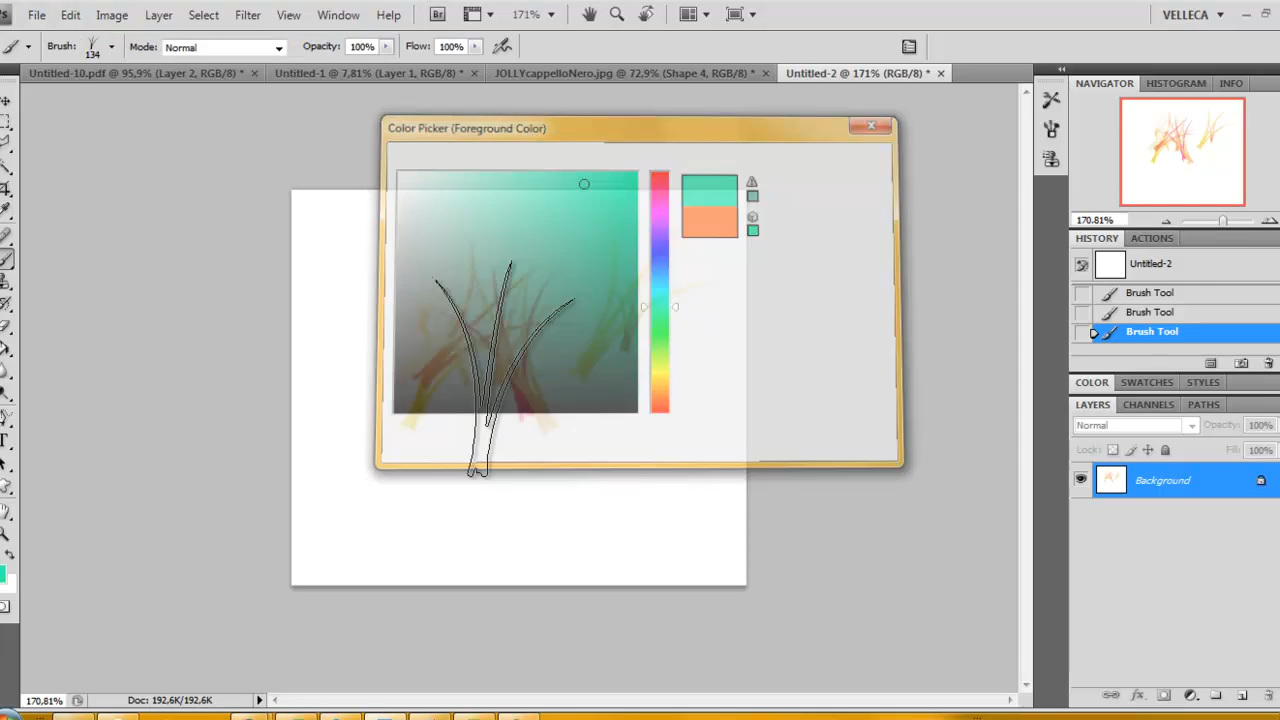 Ps File Edit Image Layer Select Filter View Window Help Br 171% VELLECA
Brush: 134 Mode: Normal Opacity: 100% Flow: 100%
Untitled-10.pdf @ 95,9% (Layer 2, RGB/8) * × Untitled-1 @ 7,81% (Layer 1, RGB/8) * × JOLLYcappelloNero.jpg @ 72,9% (Shape 4, RGB/8) * × Untitled-2 @ 171% (RGB/8) * ×
NAVIGATOR HISTOGRAM INFO
Color Picker (Foreground Color)
170.81%
HISTORY ACTIONS
Untitled-2
Brush Tool
Brush Tool
Brush Tool
COLOR SWATCHES STYLES
LAYERS CHANNELS PATHS
Normal Opacity: 100%
Lock: Fill: 100%
Background
170,81% Doc: 192,6K/192,6K